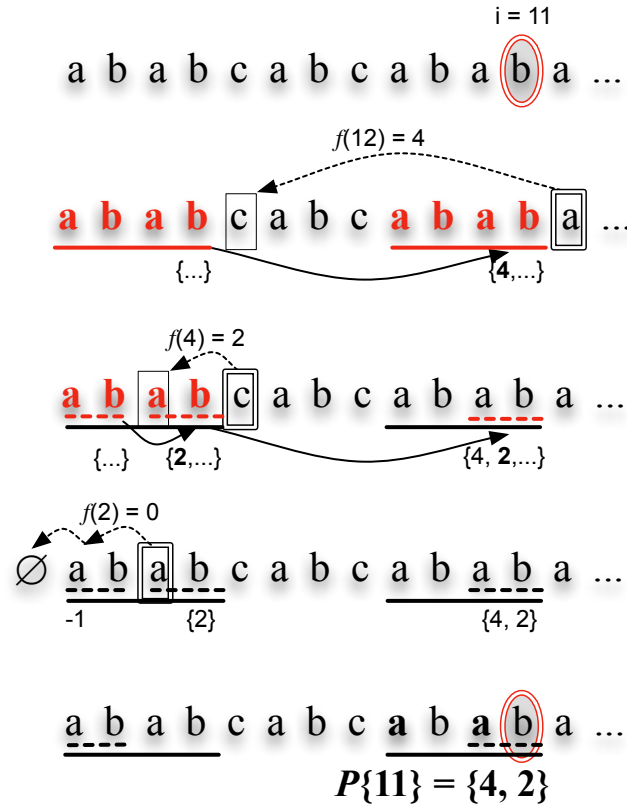 i = 11
a b a b c a b c a b a b a ...
f(12) = 4
a b a b c a b c a b a b a ...
{...} {4,...}
f(4) = 2
a b a b c a b c a b a b a ...
{...} {2,...} {4, 2,...}
f(2) = 0
∅ a b a b c a b c a b a b a ...
-1 {2} {4, 2}
a b a b c a b c a b a b a ...
P{11} = {4, 2}